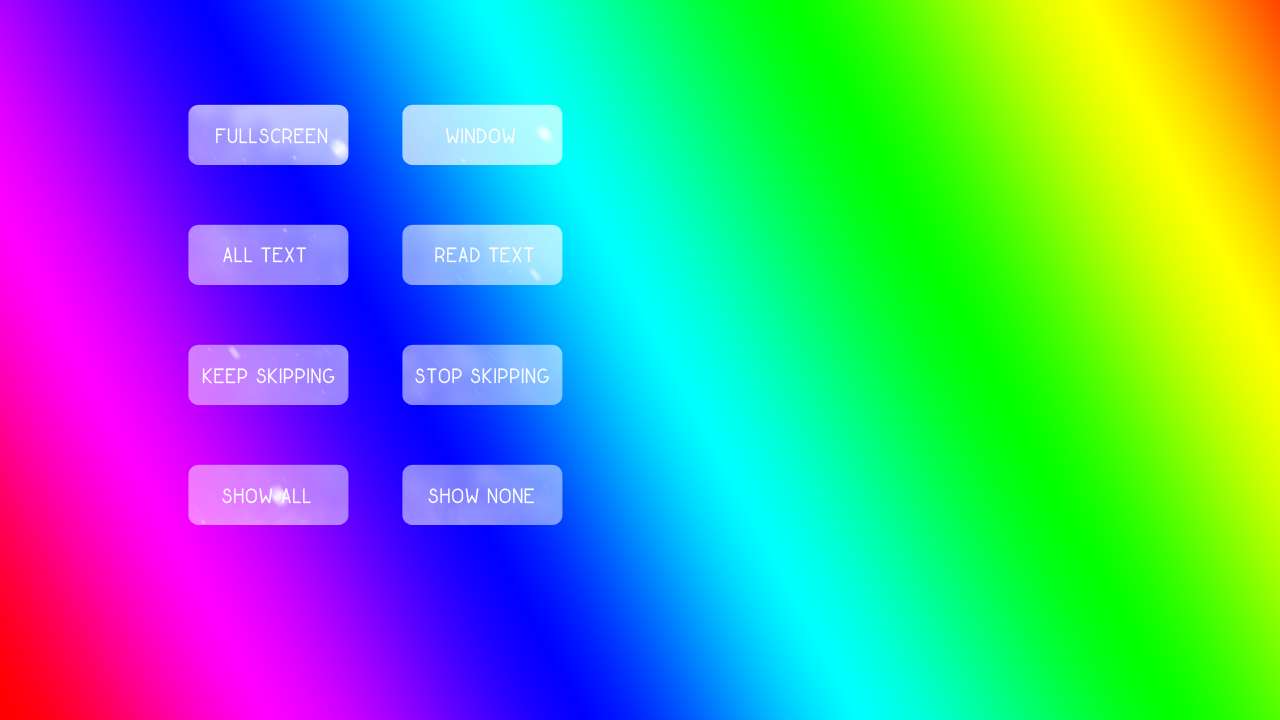 FULLSCREEN
WINDOW
ALL TEXT
READ TEXT
KEEP SKIPPING
STOP SKIPPING
SHOW ALL
SHOW NONE